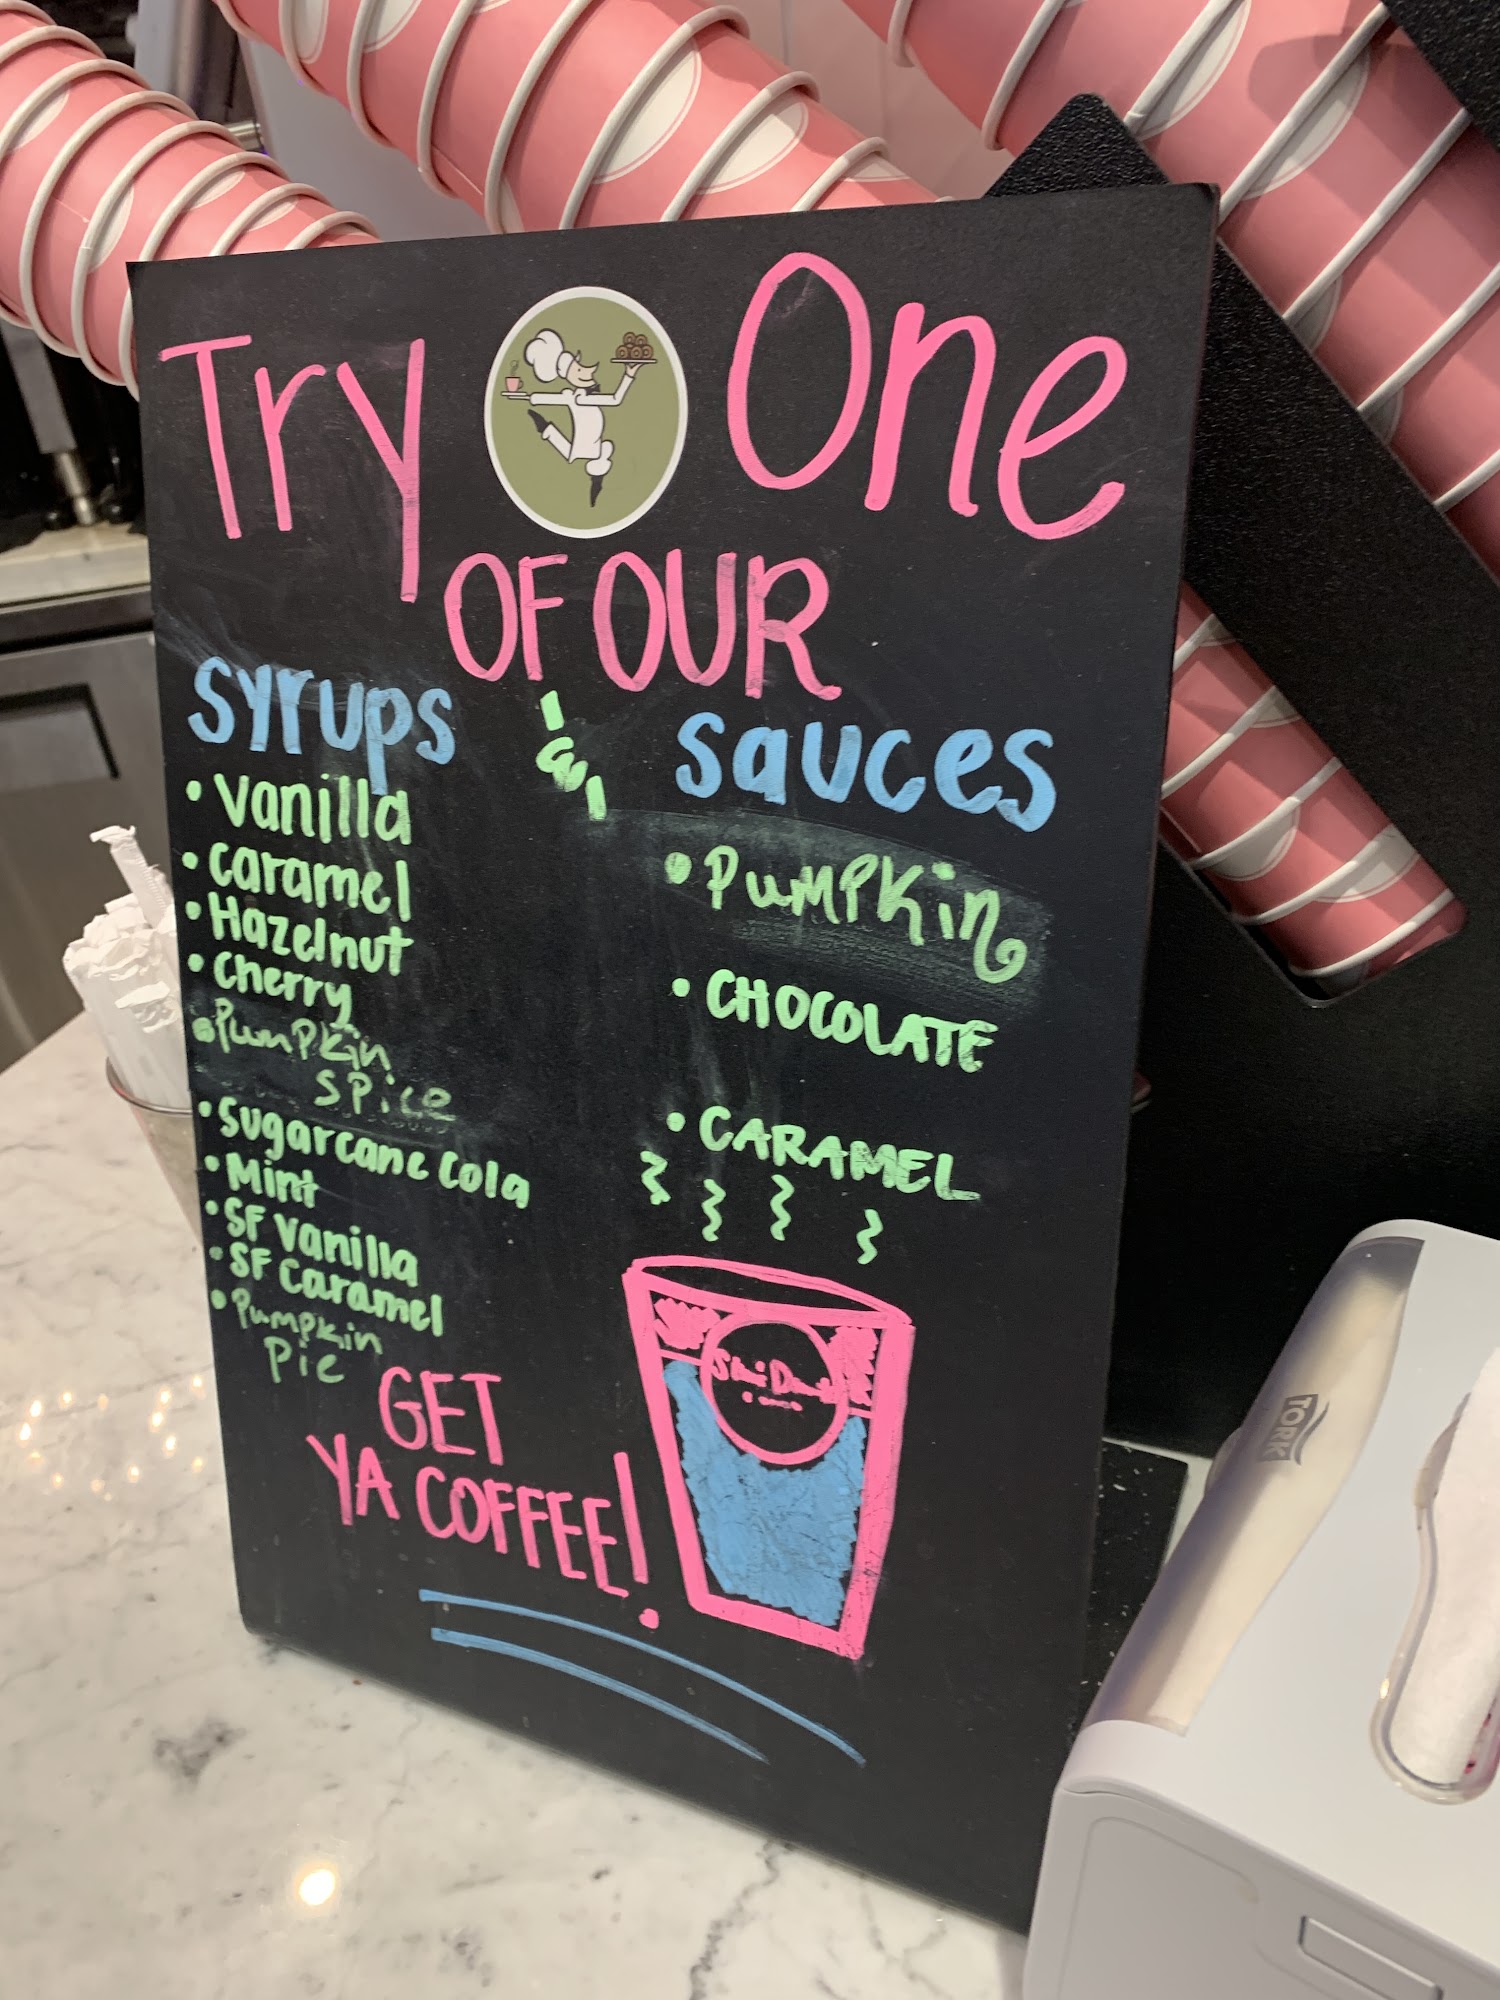 Try One
OF OUR
Syrups & Sauces
• Vanilla
• Caramel
• Hazelnut
• Cherry
• Pumpkin
Spice
• Sugarcane Cola
• Mint
• SF Vanilla
• SF Caramel
• Pumpkin
Pie
• Pumpkin
• CHOCOLATE
• CARAMEL
GET
YA COFFEE!
TORK